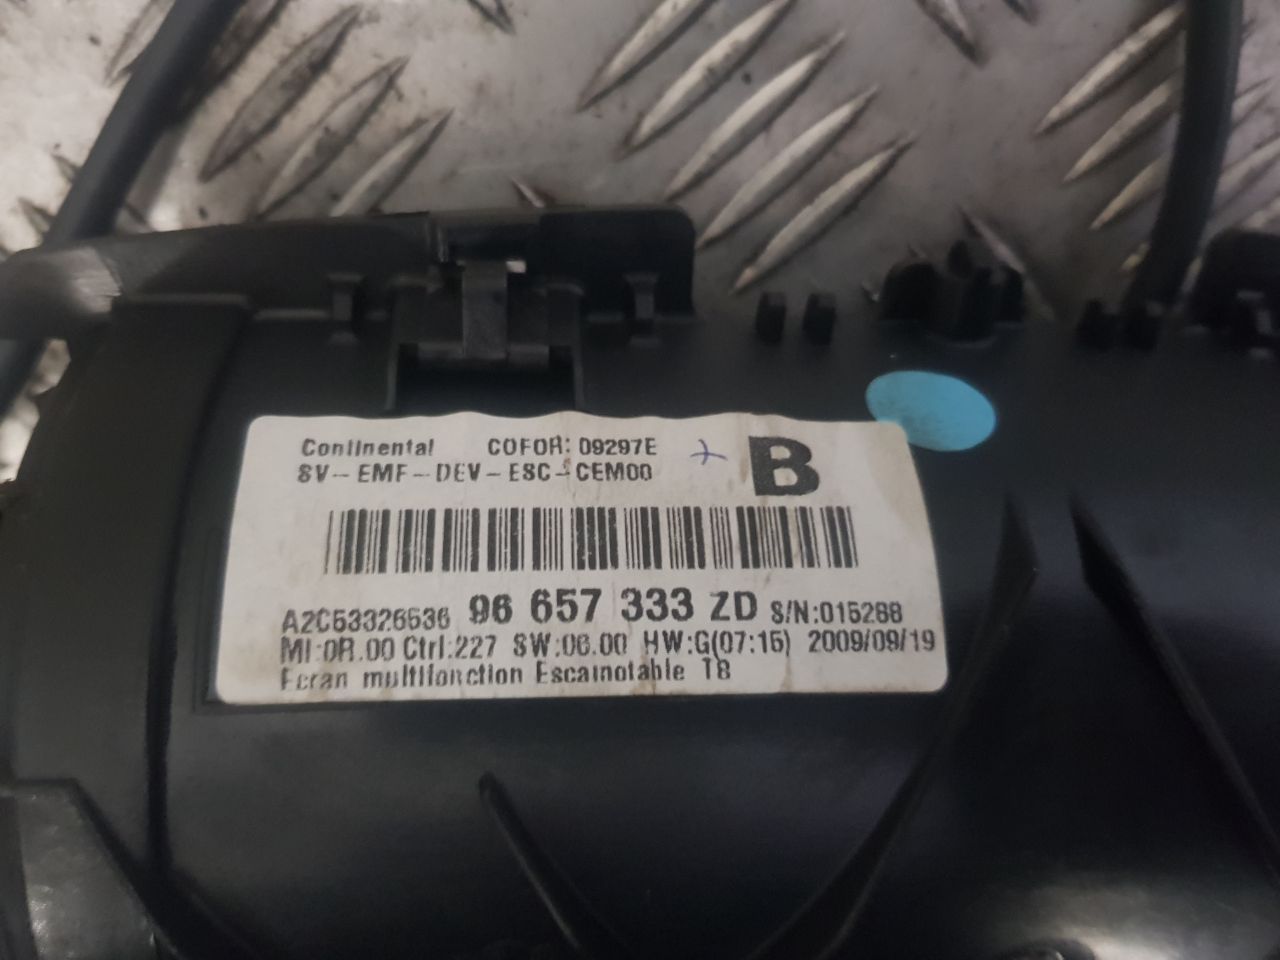 Continental COFOR: 09297E
B
SV-EMF-DEV-ESC-CEM00
A2C53326536 96 657 333 ZD S/N:015268
MI:0R.00 Ctrl:227 SW:06.00 HW:G(07:15) 2009/09/19
Ecran multifonction Escamotable T8